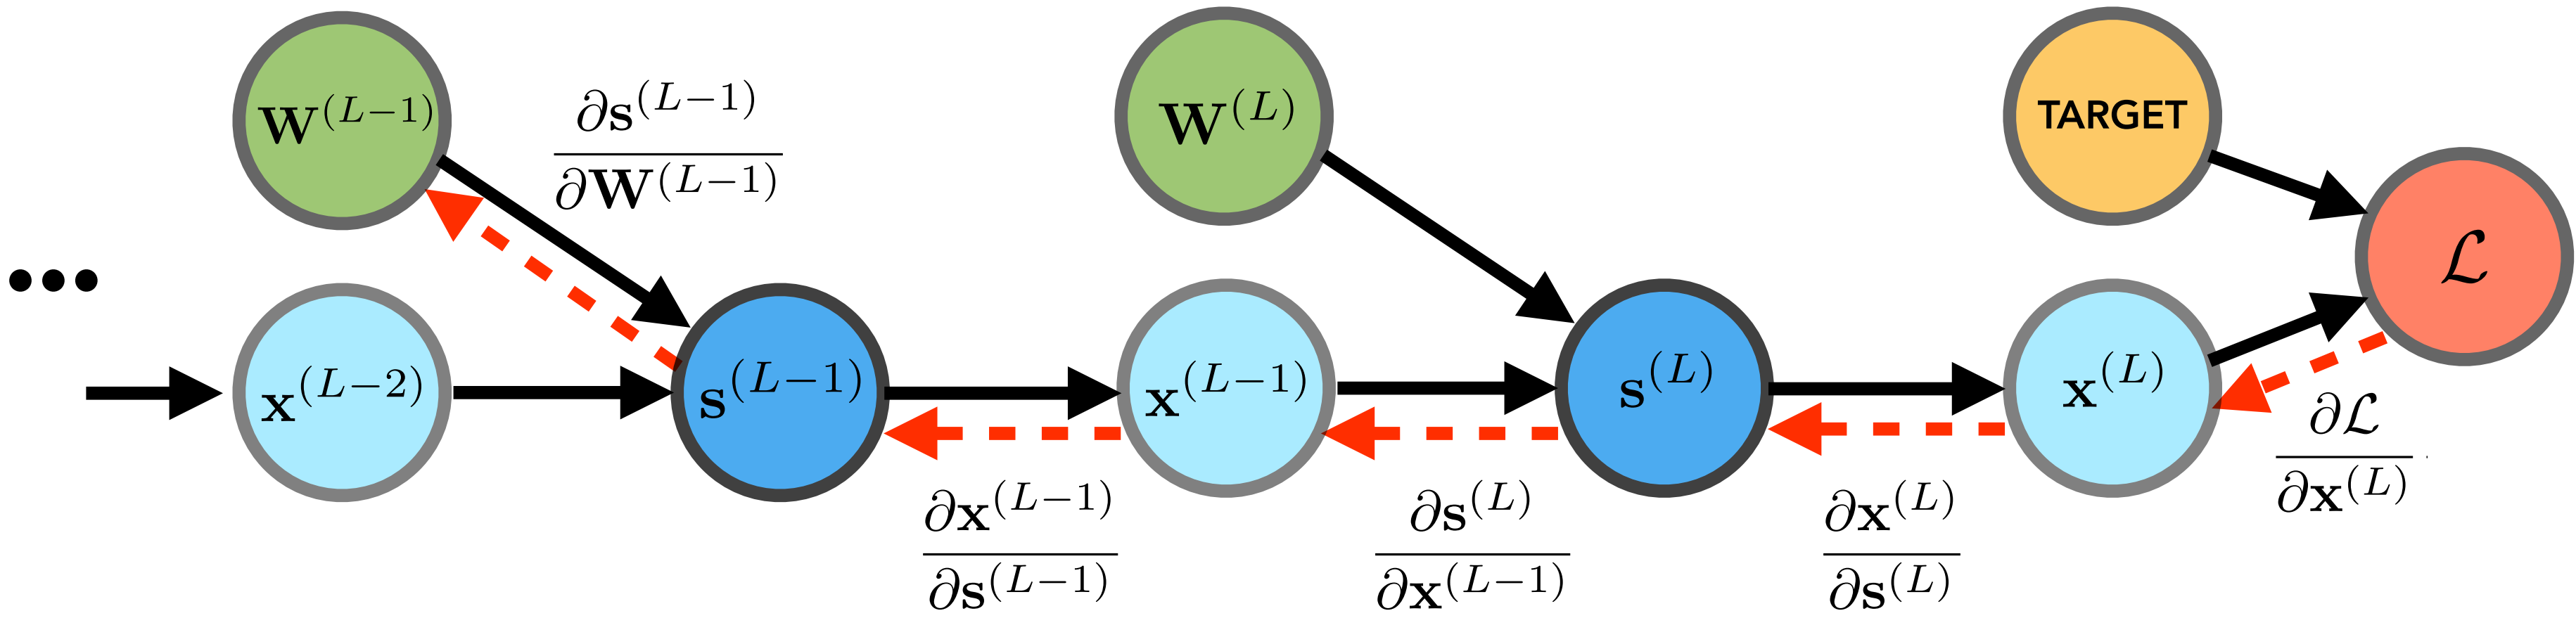 W^(L−1)
∂s^(L−1)
∂W^(L−1)
W^(L)
TARGET
ℒ
x^(L−2)
s^(L−1)
x^(L−1)
s^(L)
x^(L)
∂x^(L−1)
∂s^(L−1)
∂s^(L)
∂x^(L−1)
∂x^(L)
∂s^(L)
∂ℒ
∂x^(L)